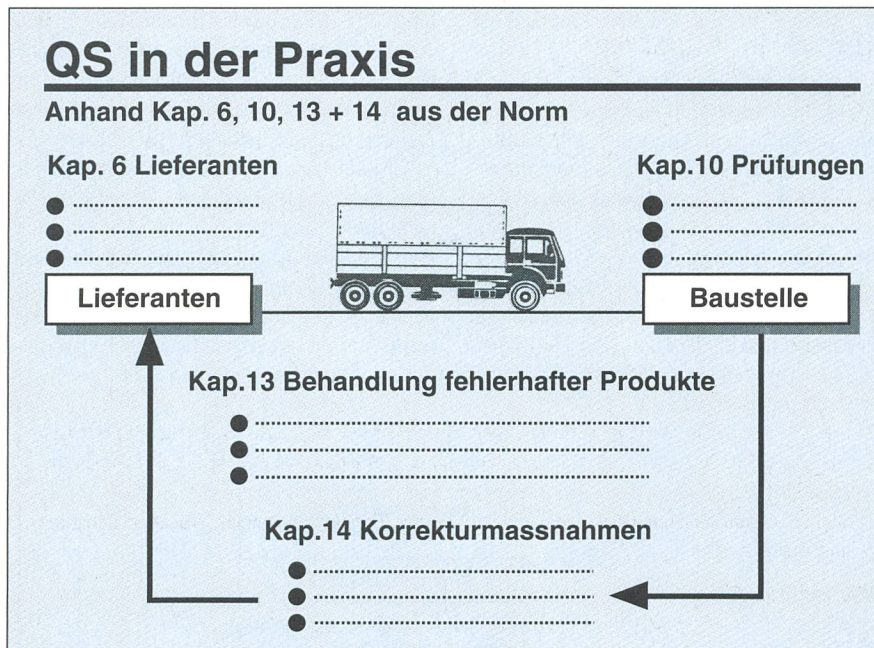 QS in der Praxis
Anhand Kap. 6, 10, 13 + 14 aus der Norm
Kap. 6 Lieferanten
Kap.10 Prüfungen
Lieferanten
Baustelle
Kap.13 Behandlung fehlerhafter Produkte
Kap.14 Korrekturmassnahmen